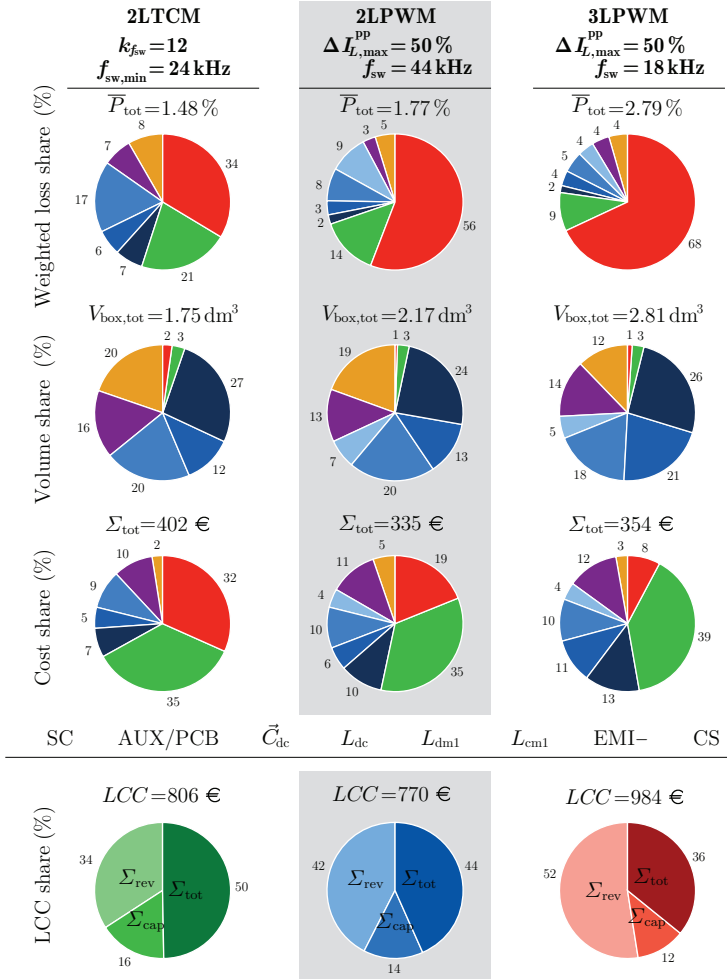 2LTCM 2LPWM 3LPWM
k_fsw = 12 ΔI^pp_L,max = 50 % ΔI^pp_L,max = 50 %
f_sw,min = 24 kHz f_sw = 44 kHz f_sw = 18 kHz
Weighted loss share (%)
P̅_tot = 1.48 % P̅_tot = 1.77 % P̅_tot = 2.79 %
34 21 7 6 17 7 8
56 14 2 3 8 9 3 5
68 9 2 4 5 4 4 4
Volume share (%)
V_box,tot = 1.75 dm³ V_box,tot = 2.17 dm³ V_box,tot = 2.81 dm³
2 3 27 12 20 16 20
1 3 24 13 20 7 13 19
1 3 26 21 18 5 14 12
Cost share (%)
Σ_tot = 402 € Σ_tot = 335 € Σ_tot = 354 €
32 35 7 5 9 10 2
19 35 10 6 10 4 11 5
8 39 13 11 10 4 12 3
SC AUX/PCB C⃗_dc L_dc L_dm1 L_cm1 EMI− CS
LCC share (%)
LCC = 806 € LCC = 770 € LCC = 984 €
Σ_tot 50 Σ_cap 16 Σ_rev 34
Σ_tot 44 Σ_cap 14 Σ_rev 42
Σ_tot 36 Σ_cap 12 Σ_rev 52